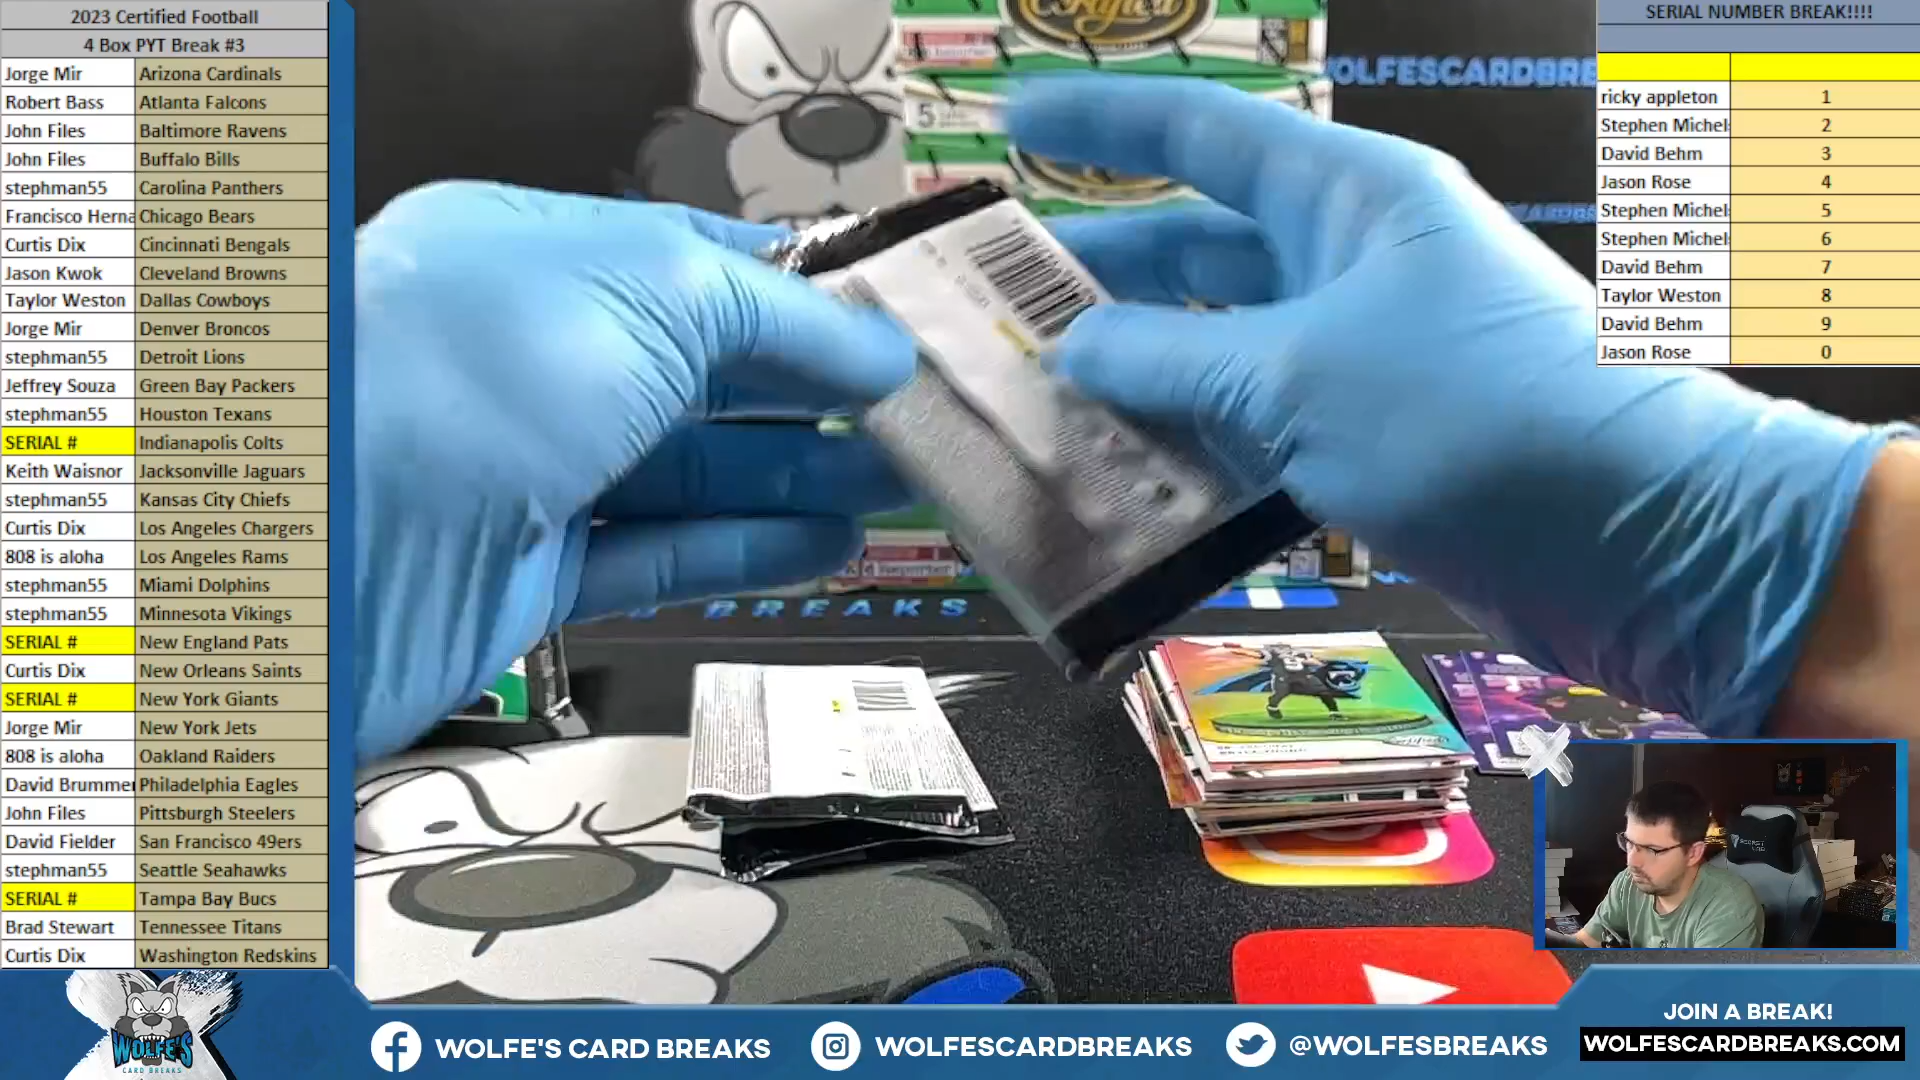 2023 Certified Football
4 Box PYT Break #3
Jorge Mir Arizona Cardinals
Robert Bass Atlanta Falcons
John Files Baltimore Ravens
John Files Buffalo Bills
stephman55 Carolina Panthers
Francisco Herna Chicago Bears
Curtis Dix Cincinnati Bengals
Jason Kwok Cleveland Browns
Taylor Weston Dallas Cowboys
Jorge Mir Denver Broncos
stephman55 Detroit Lions
Jeffrey Souza Green Bay Packers
stephman55 Houston Texans
SERIAL # Indianapolis Colts
Keith Waisnor Jacksonville Jaguars
stephman55 Kansas City Chiefs
Curtis Dix Los Angeles Chargers
808 is aloha Los Angeles Rams
stephman55 Miami Dolphins
stephman55 Minnesota Vikings
SERIAL # New England Pats
Curtis Dix New Orleans Saints
SERIAL # New York Giants
Jorge Mir New York Jets
808 is aloha Oakland Raiders
David Brummer Philadelphia Eagles
John Files Pittsburgh Steelers
David Fielder San Francisco 49ers
stephman55 Seattle Seahawks
SERIAL # Tampa Bay Bucs
Brad Stewart Tennessee Titans
Curtis Dix Washington Redskins
SERIAL NUMBER BREAK!!!!
ricky appleton 1
Stephen Michel 2
David Behm 3
Jason Rose 4
Stephen Michel 5
Stephen Michel 6
David Behm 7
Taylor Weston 8
David Behm 9
Jason Rose 0
Certified
5
WOLFESCARDBRE
BREAKS
WOLFE'S
CARD BREAKS
WOLFE'S CARD BREAKS
WOLFESCARDBREAKS
@WOLFESBREAKS
JOIN A BREAK!
WOLFESCARDBREAKS.COM